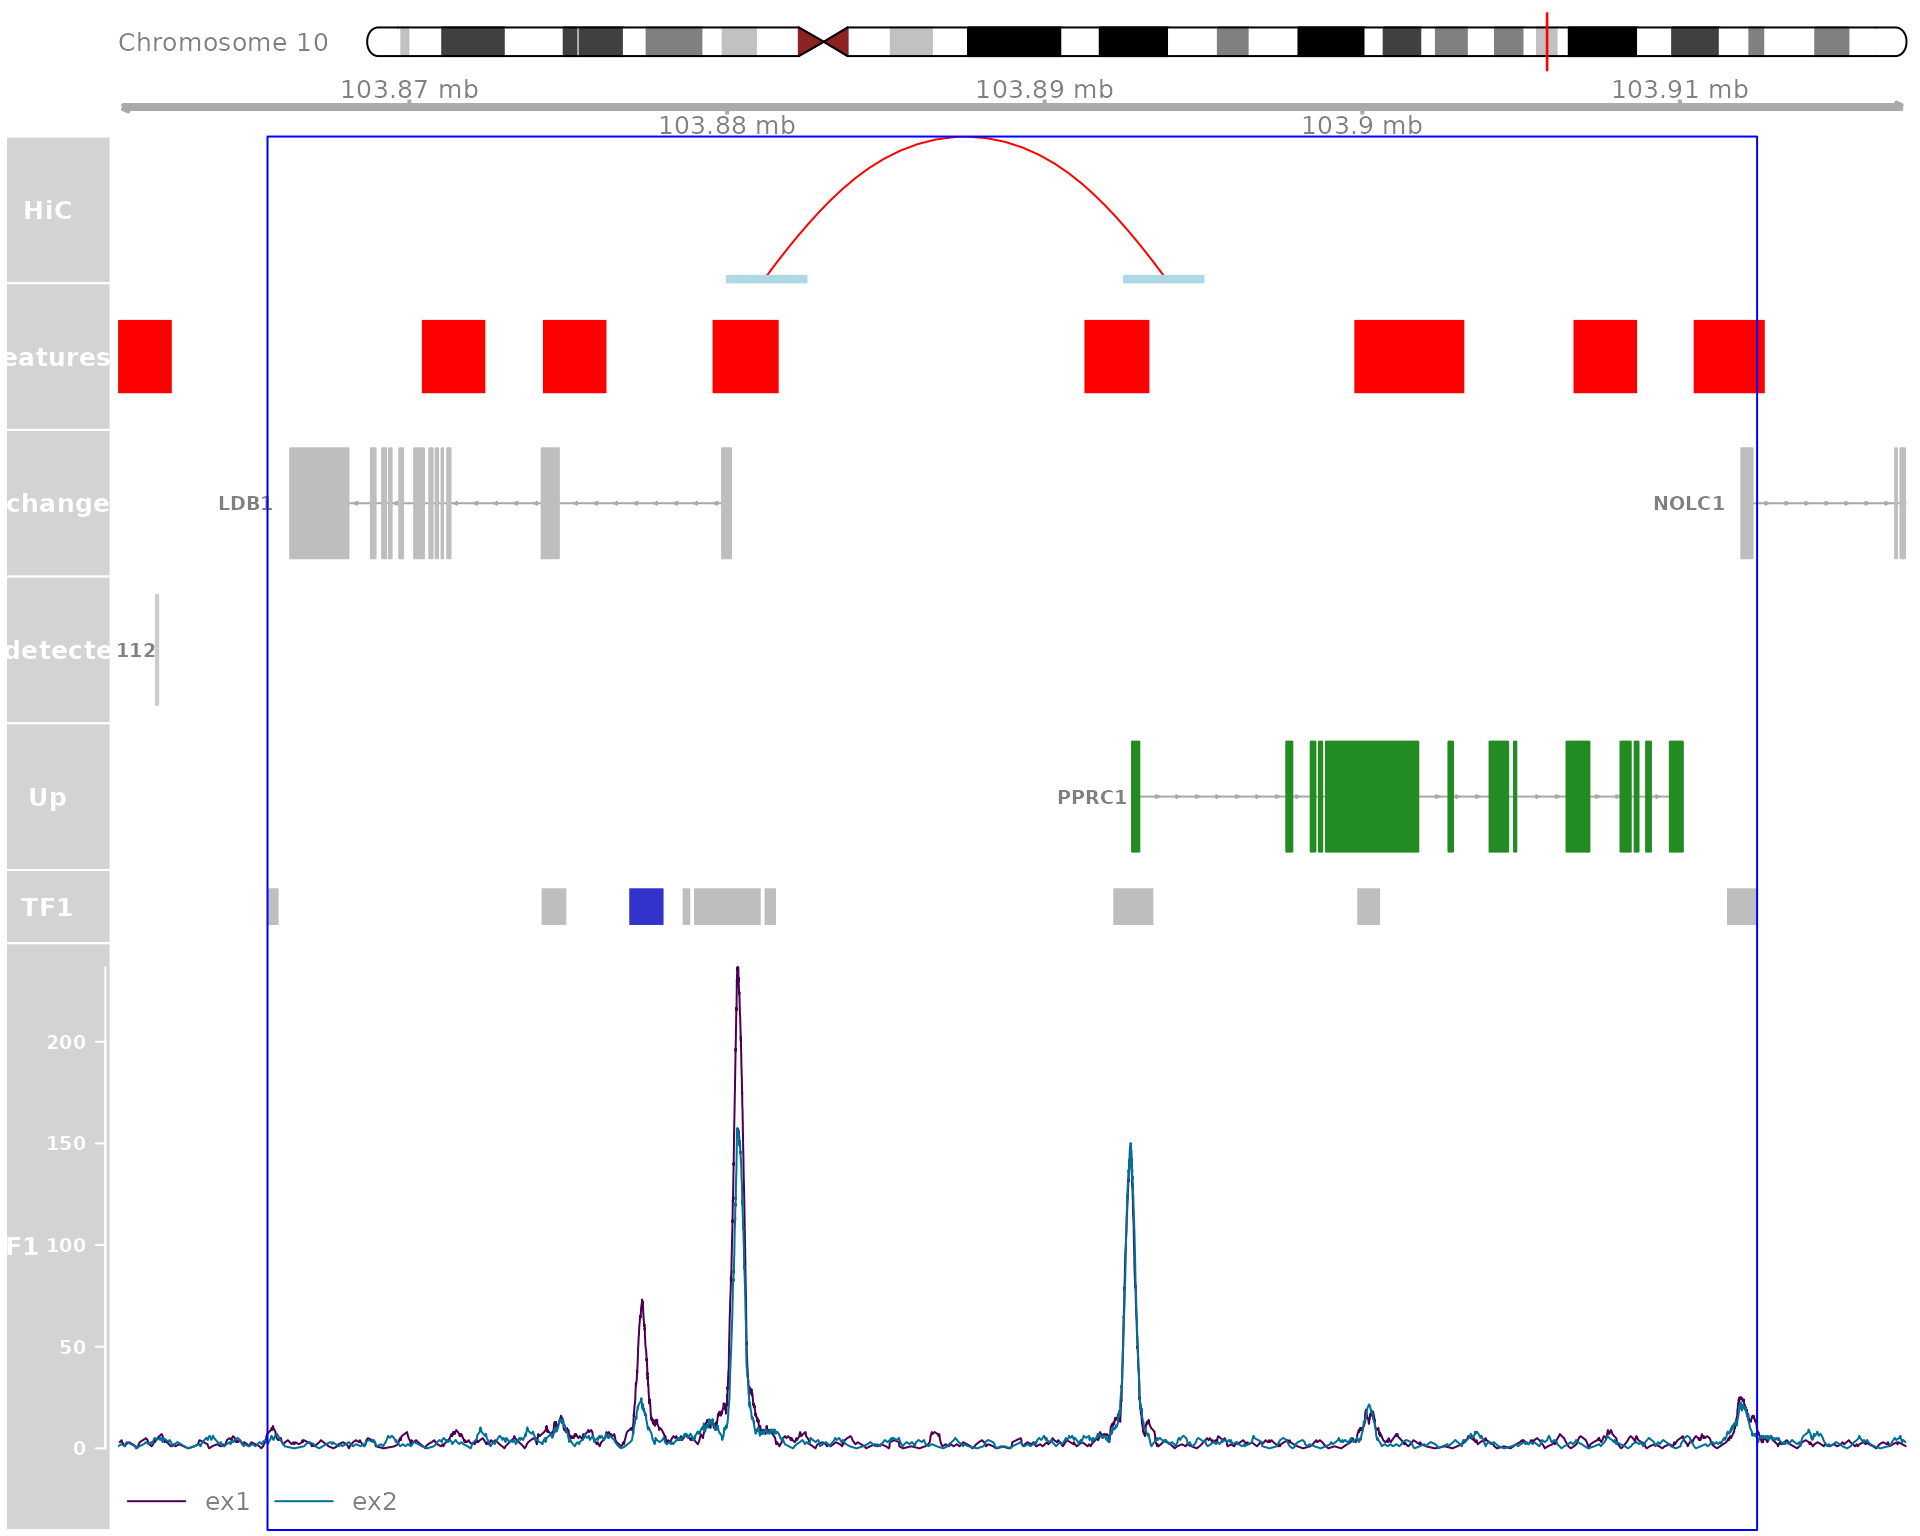 Chromosome 10
103.87 mb 103.89 mb 103.91 mb
103.88 mb 103.9 mb
HiC
eatures
change
LDB1 NOLC1
detecte 112
Up
PPRC1
TF1
200
150
F1 100
50
0
ex1 ex2